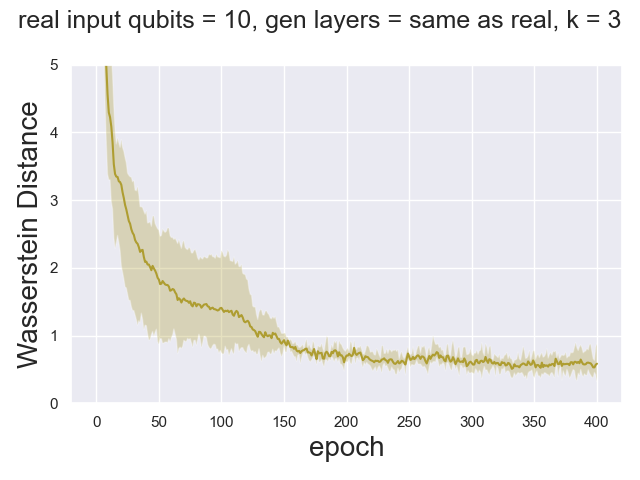 real input qubits = 10, gen layers = same as real, k = 3
5
4
3
2
1
0
Wasserstein Distance
0 50 100 150 200 250 300 350 400
epoch